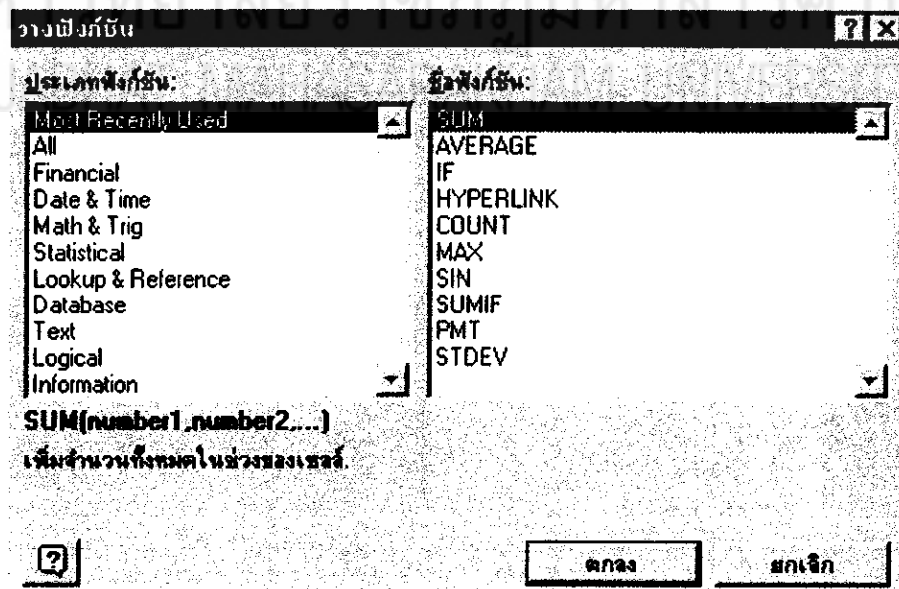 วางฟังก์ชัน
ประเภทฟังก์ชัน:
Most Recently Used
All
Financial
Date & Time
Math & Trig
Statistical
Lookup & Reference
Database
Text
Logical
Information
ชื่อฟังก์ชัน:
SUM
AVERAGE
IF
HYPERLINK
COUNT
MAX
SIN
SUMIF
PMT
STDEV
SUM(number1,number2,...)
เพิ่มจำนวนทั้งหมดในช่วงของเซลล์.
ตกลง
ยกเลิก